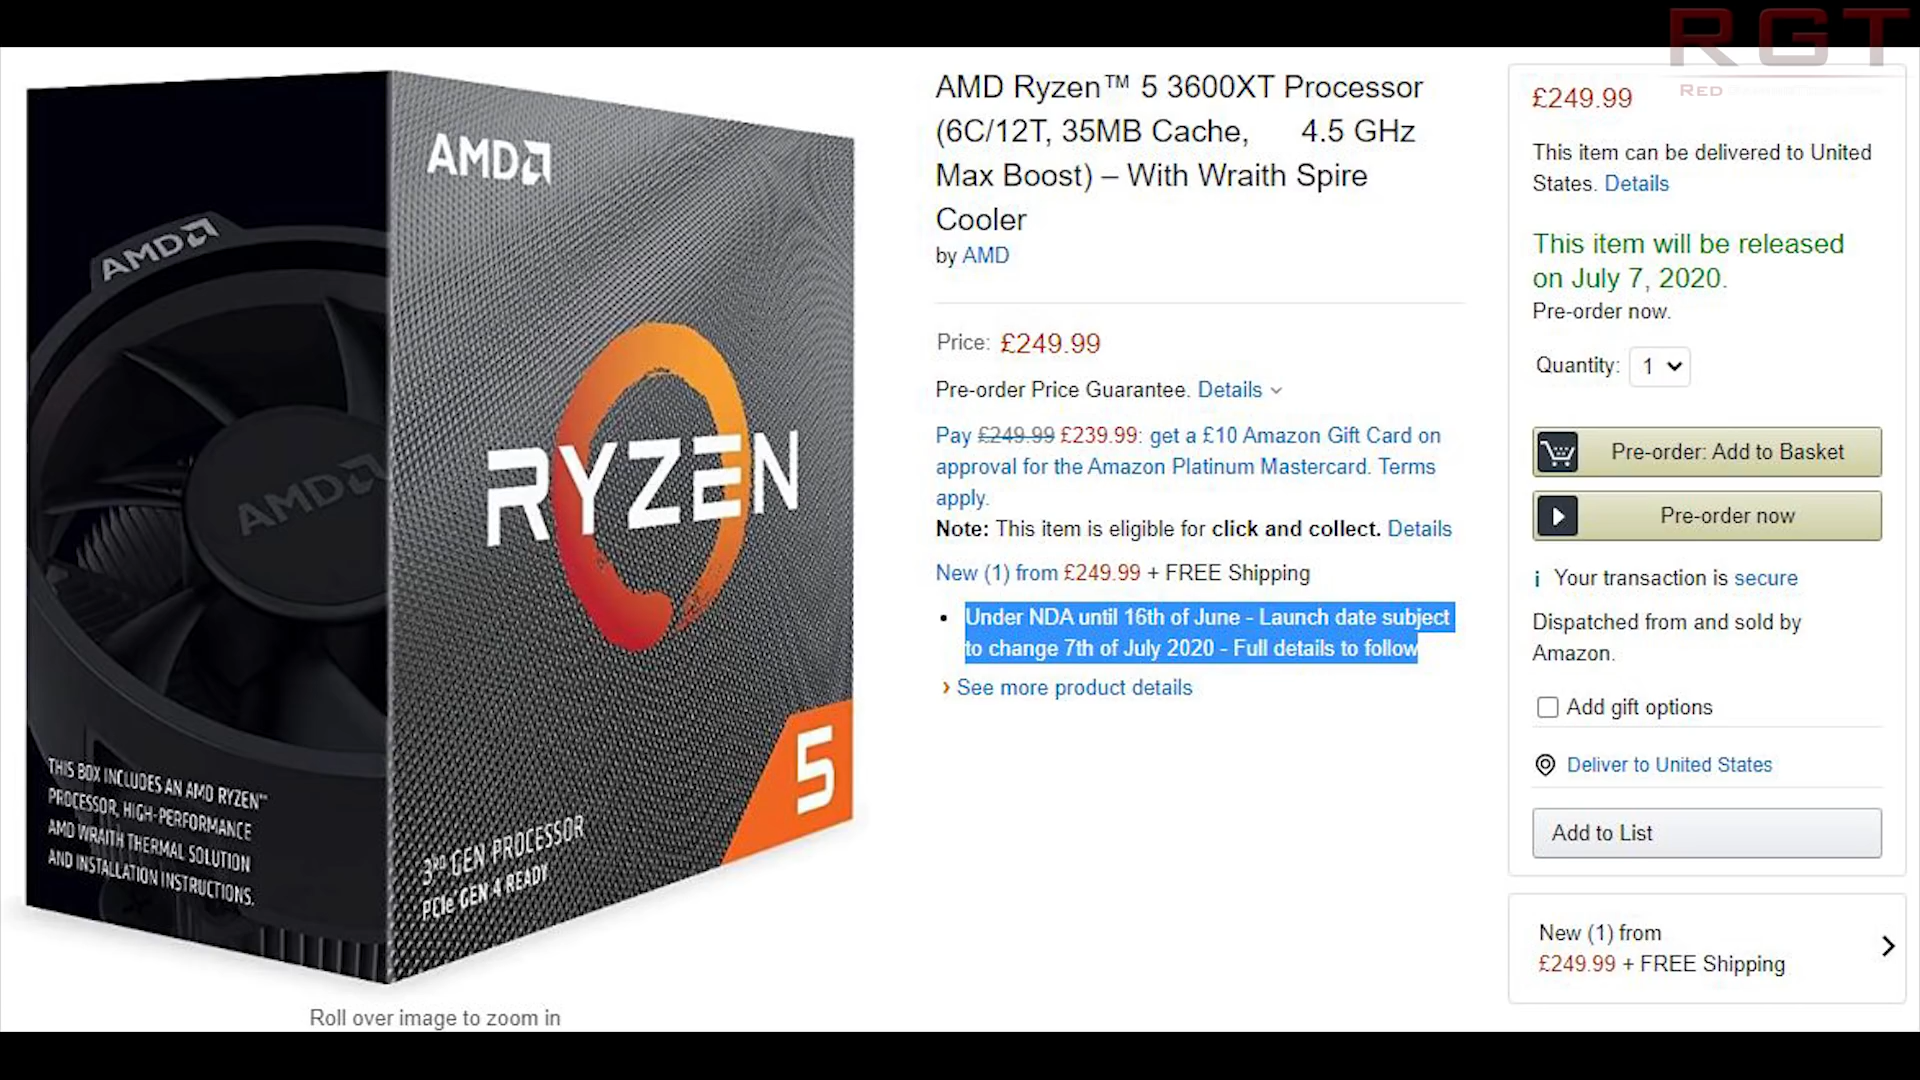 RGT
RED
AMD
AMD
AMD
RYZEN
5
THIS BOX INCLUDES AN AMD RYZEN™
PROCESSOR, HIGH-PERFORMANCE
AMD WRAITH THERMAL SOLUTION
AND INSTALLATION INSTRUCTIONS.
3RD GEN PROCESSOR
PCIe® GEN 4 READY
Roll over image to zoom in
AMD Ryzen™ 5 3600XT Processor
(6C/12T, 35MB Cache, 4.5 GHz
Max Boost) – With Wraith Spire
Cooler
by AMD
Price: £249.99
Pre-order Price Guarantee. Details
Pay £249.99 £239.99: get a £10 Amazon Gift Card on
approval for the Amazon Platinum Mastercard. Terms
apply.
Note: This item is eligible for click and collect. Details
New (1) from £249.99 + FREE Shipping
• Under NDA until 16th of June - Launch date subject
to change 7th of July 2020 - Full details to follow
› See more product details
£249.99
This item can be delivered to United
States. Details
This item will be released
on July 7, 2020.
Pre-order now.
Quantity: 1
Pre-order: Add to Basket
Pre-order now
Your transaction is secure
Dispatched from and sold by
Amazon.
Add gift options
Deliver to United States
Add to List
New (1) from
£249.99 + FREE Shipping